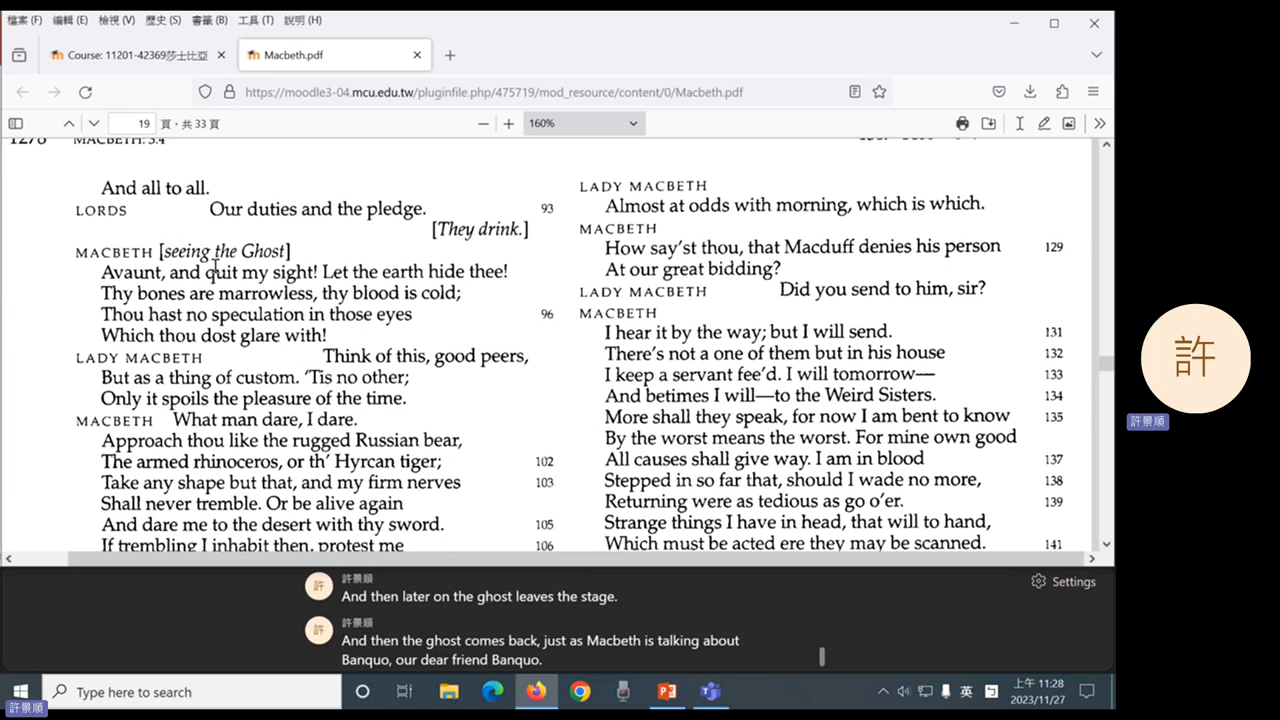 檔案 (F) 編輯 (E) 檢視 (V) 歷史 (S) 書籤 (B) 工具 (T) 說明 (H)
Course: 11201-42369莎士比亞
Macbeth.pdf
https://moodle3-04.mcu.edu.tw/pluginfile.php/475719/mod_resource/content/0/Macbeth.pdf
19 頁，共 33 頁
160%
1278 MACBETH: 3.4
And all to all.
LORDS Our duties and the pledge. 93
[They drink.]
MACBETH [seeing the Ghost]
Avaunt, and quit my sight! Let the earth hide thee!
Thy bones are marrowless, thy blood is cold;
Thou hast no speculation in those eyes 96
Which thou dost glare with!
LADY MACBETH Think of this, good peers,
But as a thing of custom. 'Tis no other;
Only it spoils the pleasure of the time.
MACBETH What man dare, I dare.
Approach thou like the rugged Russian bear,
The armed rhinoceros, or th' Hyrcan tiger; 102
Take any shape but that, and my firm nerves 103
Shall never tremble. Or be alive again
And dare me to the desert with thy sword. 105
If trembling I inhabit then, protest me 106
LADY MACBETH
Almost at odds with morning, which is which.
MACBETH
How say'st thou, that Macduff denies his person 129
At our great bidding?
LADY MACBETH Did you send to him, sir?
MACBETH
I hear it by the way; but I will send. 131
There's not a one of them but in his house 132
I keep a servant fee'd. I will tomorrow— 133
And betimes I will—to the Weird Sisters. 134
More shall they speak, for now I am bent to know 135
By the worst means the worst. For mine own good
All causes shall give way. I am in blood 137
Stepped in so far that, should I wade no more, 138
Returning were as tedious as go o'er. 139
Strange things I have in head, that will to hand,
Which must be acted ere they may be scanned. 141
許
許景順
許
許景順
And then later on the ghost leaves the stage.
Settings
許
許景順
And then the ghost comes back, just as Macbeth is talking about
Banquo, our dear friend Banquo.
Type here to search
英
上午 11:28
2023/11/27
許景順